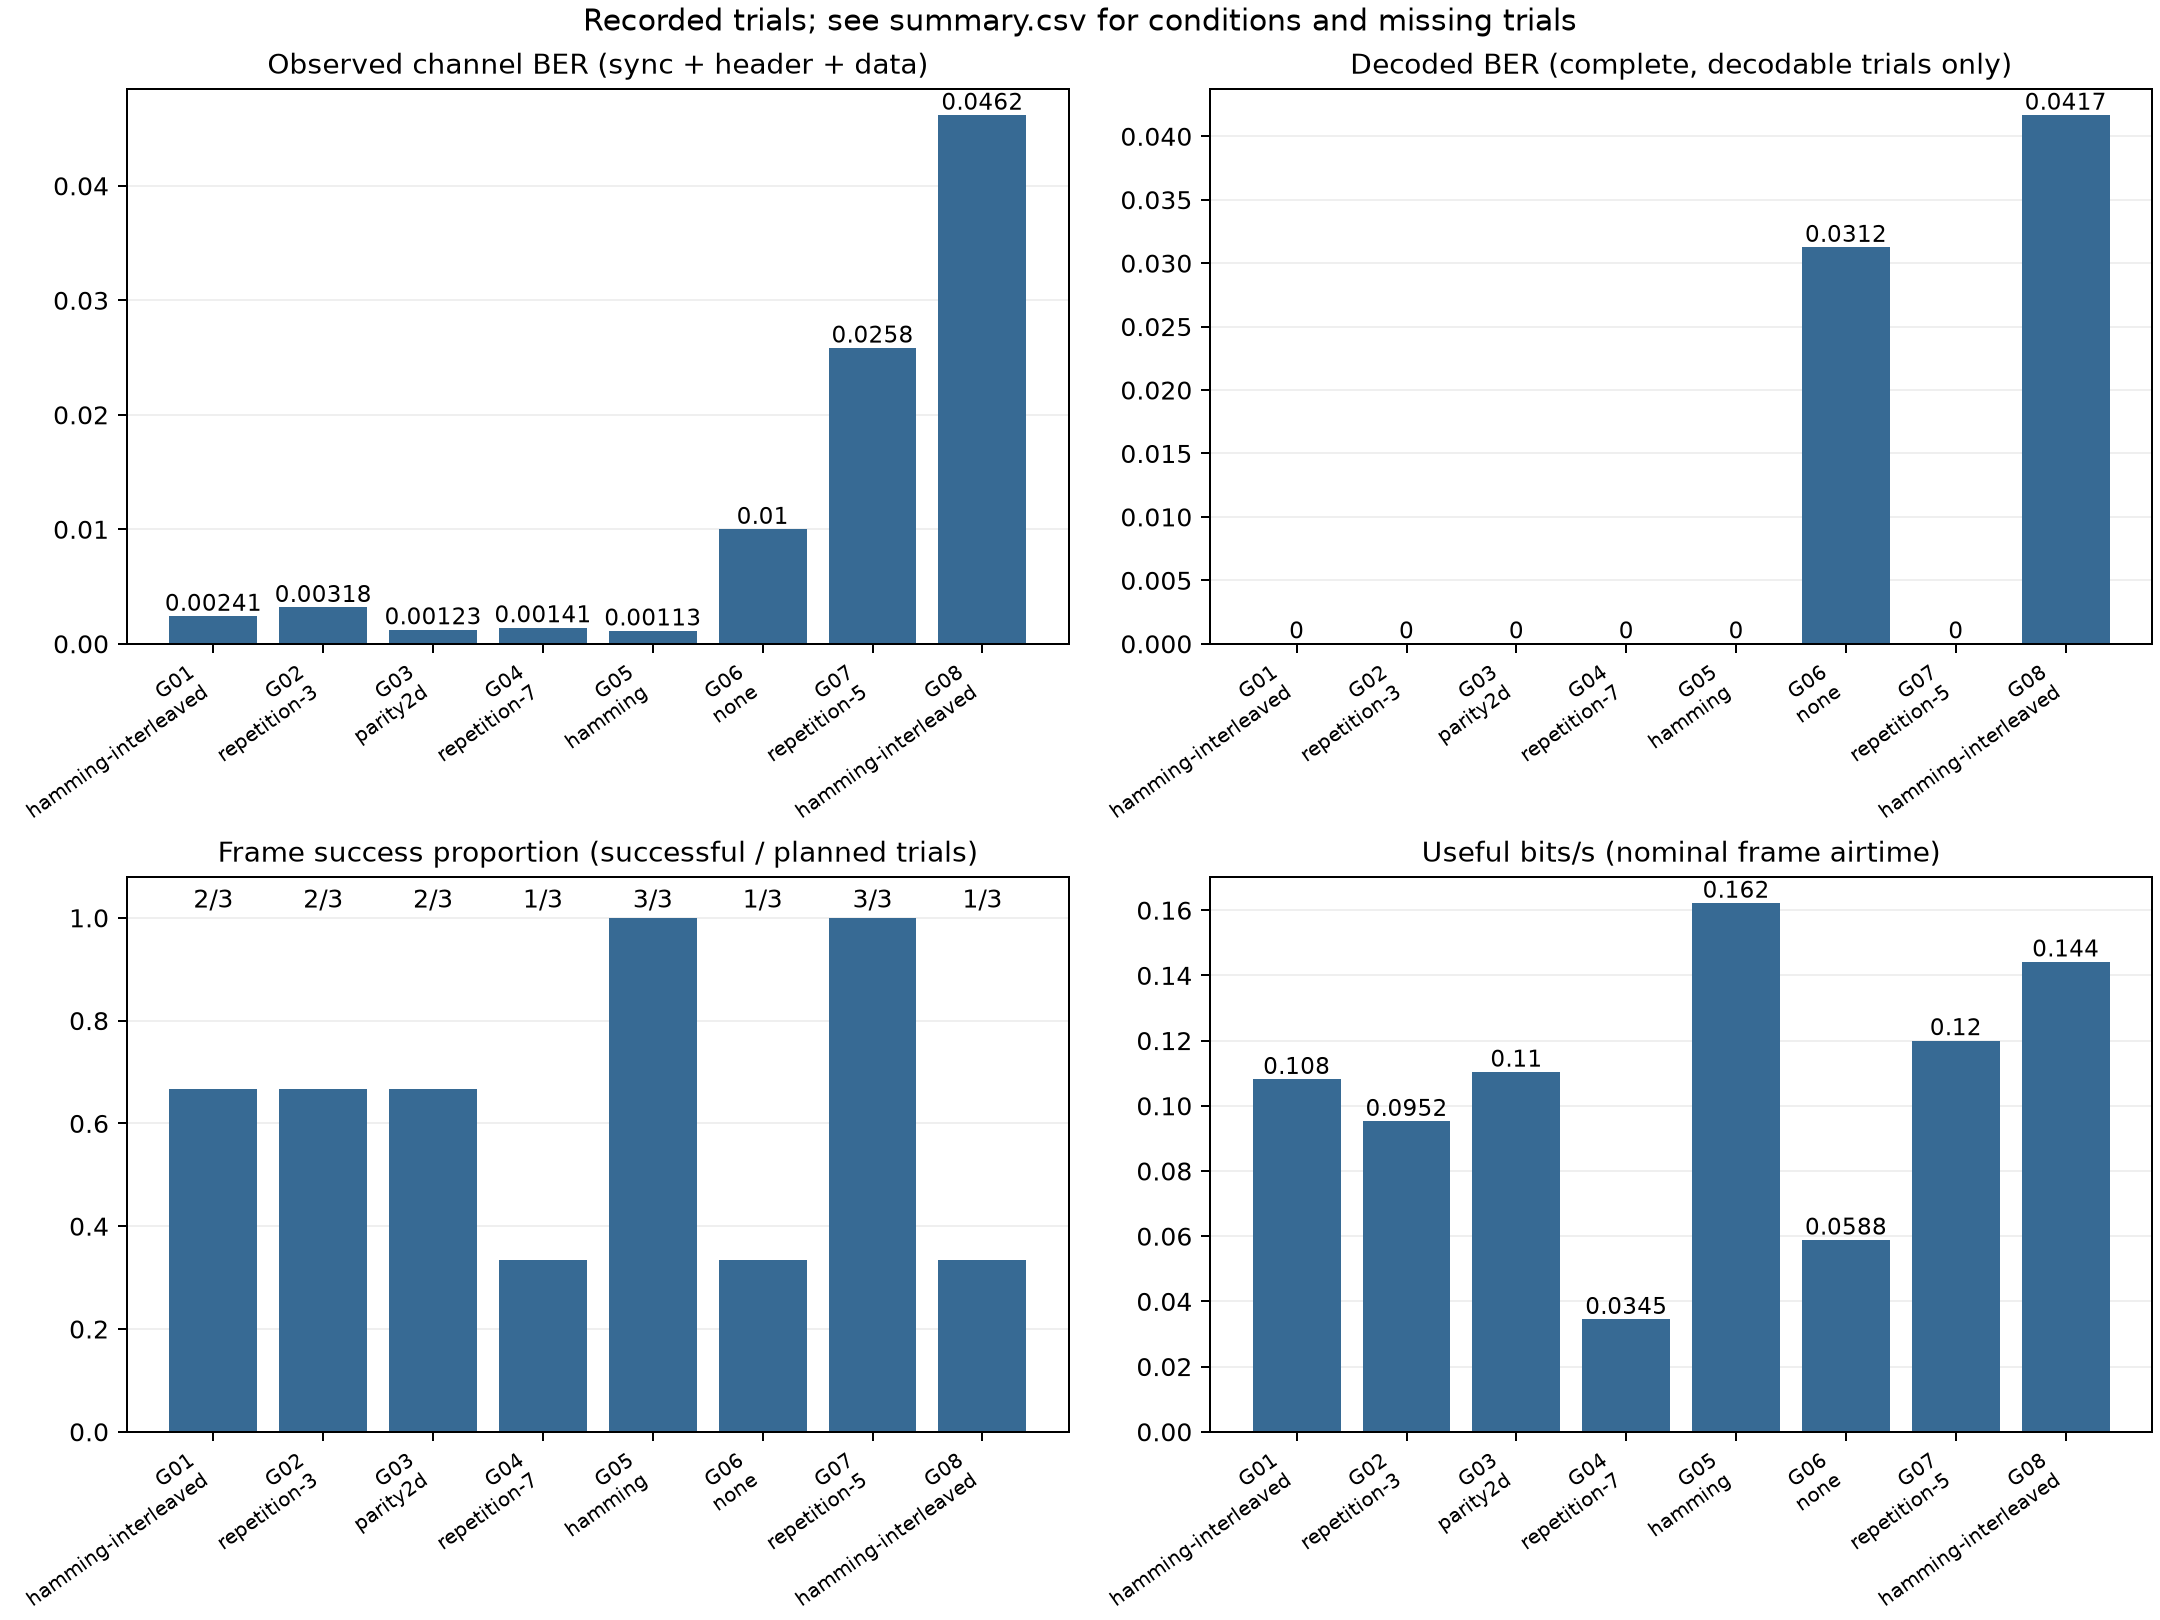 Recorded trials; see summary.csv for conditions and missing trials
Observed channel BER (sync + header + data)
0.04
0.03
0.02
0.01
0.00
0.00241
0.00318
0.00123
0.00141
0.00113
0.01
0.0258
0.0462
G01
hamming-interleaved
G02
repetition-3
G03
parity2d
G04
repetition-7
G05
hamming
G06
none
G07
repetition-5
G08
hamming-interleaved
Decoded BER (complete, decodable trials only)
0.040
0.035
0.030
0.025
0.020
0.015
0.010
0.005
0.000
0
0
0
0
0
0.0312
0
0.0417
G01
hamming-interleaved
G02
repetition-3
G03
parity2d
G04
repetition-7
G05
hamming
G06
none
G07
repetition-5
G08
hamming-interleaved
Frame success proportion (successful / planned trials)
1.0
0.8
0.6
0.4
0.2
0.0
2/3
2/3
2/3
1/3
3/3
1/3
3/3
1/3
G01
hamming-interleaved
G02
repetition-3
G03
parity2d
G04
repetition-7
G05
hamming
G06
none
G07
repetition-5
G08
hamming-interleaved
Useful bits/s (nominal frame airtime)
0.16
0.14
0.12
0.10
0.08
0.06
0.04
0.02
0.00
0.108
0.0952
0.11
0.0345
0.162
0.0588
0.12
0.144
G01
hamming-interleaved
G02
repetition-3
G03
parity2d
G04
repetition-7
G05
hamming
G06
none
G07
repetition-5
G08
hamming-interleaved